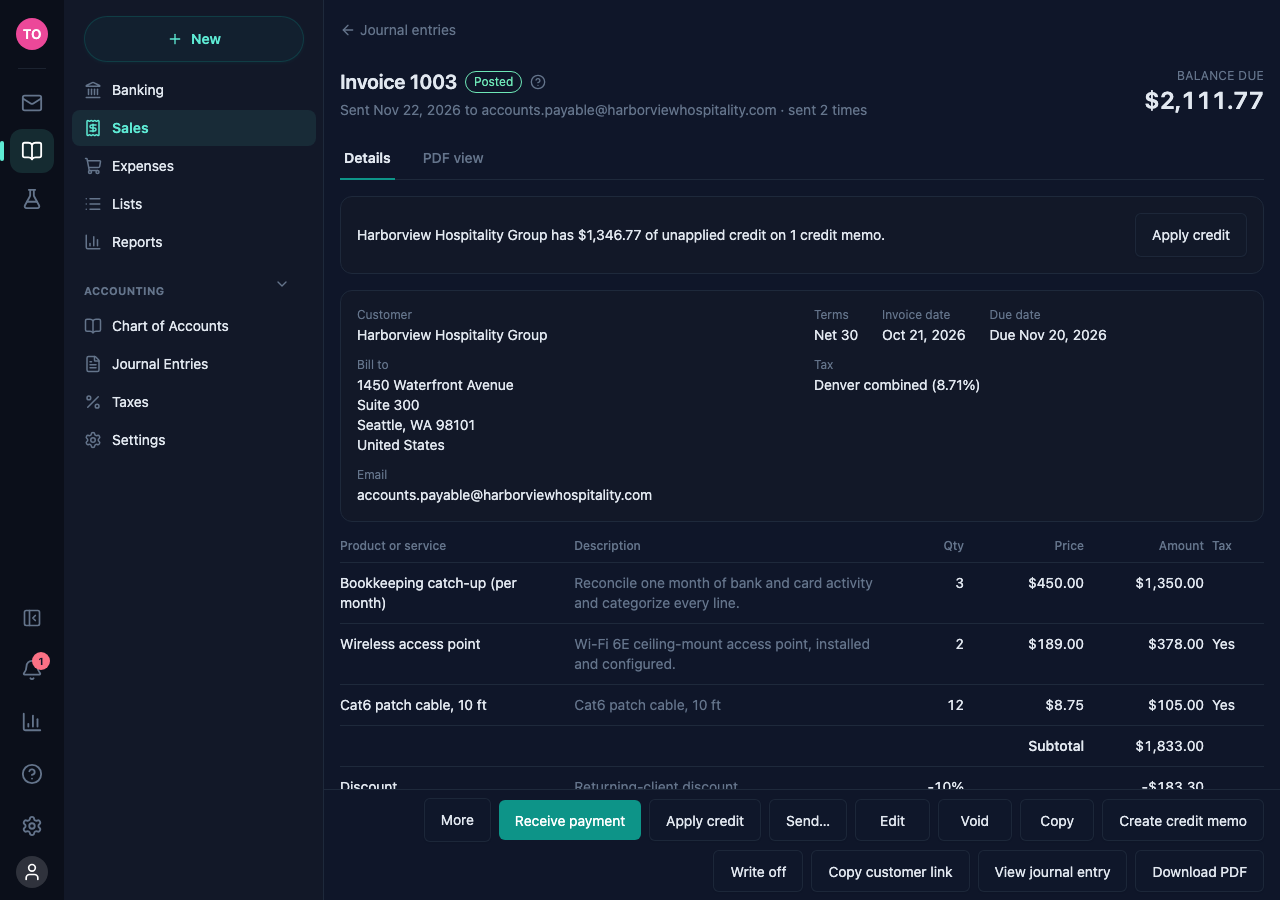 TO
New
Banking
Sales
Expenses
Lists
Reports
ACCOUNTING
Chart of Accounts
Journal Entries
Taxes
Settings
1
Journal entries
Invoice 1003
Posted
Sent Nov 22, 2026 to accounts.payable@harborviewhospitality.com · sent 2 times
BALANCE DUE
$2,111.77
Details
PDF view
Harborview Hospitality Group has $1,346.77 of unapplied credit on 1 credit memo.
Apply credit
Customer
Harborview Hospitality Group
Bill to
1450 Waterfront Avenue
Suite 300
Seattle, WA 98101
United States
Email
accounts.payable@harborviewhospitality.com
Terms
Net 30
Invoice date
Oct 21, 2026
Due date
Due Nov 20, 2026
Tax
Denver combined (8.71%)
Product or service Description Qty Price Amount Tax
Bookkeeping catch-up (per Reconcile one month of bank and card activity 3 $450.00 $1,350.00
month) and categorize every line.
Wireless access point Wi-Fi 6E ceiling-mount access point, installed 2 $189.00 $378.00 Yes
and configured.
Cat6 patch cable, 10 ft Cat6 patch cable, 10 ft 12 $8.75 $105.00 Yes
Subtotal $1,833.00
Discount Returning-client discount -10% -$183.30
More
Receive payment
Apply credit
Send...
Edit
Void
Copy
Create credit memo
Write off
Copy customer link
View journal entry
Download PDF